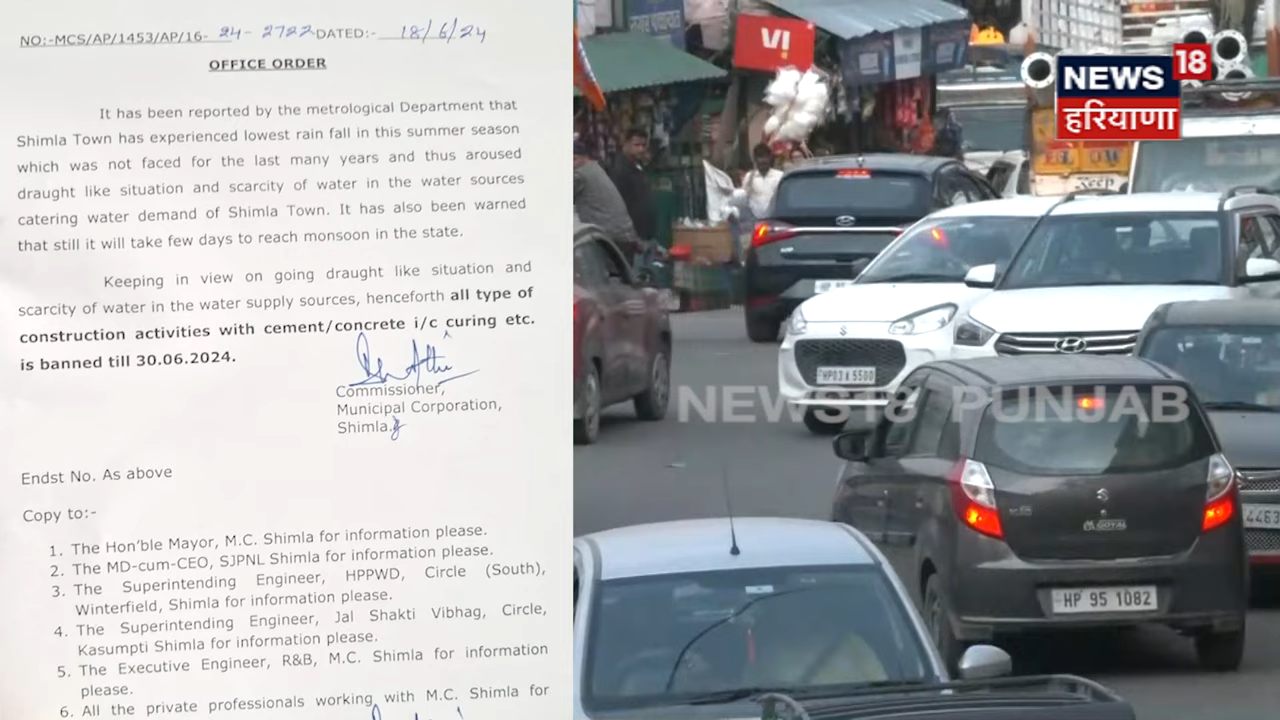 NO:-MCS/AP/1453/AP/16- 24- 2722 DATED:- 18/6/24
OFFICE ORDER
It has been reported by the metrological Department that
Shimla Town has experienced lowest rain fall in this summer season
which was not faced for the last many years and thus aroused
draught like situation and scarcity of water in the water sources
catering water demand of Shimla Town. It has also been warned
that still it will take few days to reach monsoon in the state.
Keeping in view on going draught like situation and
scarcity of water in the water supply sources, henceforth all type of
construction activities with cement/concrete i/c curing etc.
is banned till 30.06.2024.
Commissioner,
Municipal Corporation,
Shimla.
Endst No. As above
Copy to:-
1. The Hon'ble Mayor, M.C. Shimla for information please.
2. The MD-cum-CEO, SJPNL Shimla for information please.
3. The Superintending Engineer, HPPWD, Circle (South),
Winterfield, Shimla for information please.
4. The Superintending Engineer, Jal Shakti Vibhag, Circle,
Kasumpti Shimla for information please.
5. The Executive Engineer, R&B, M.C. Shimla for information
please.
6. All the private professionals working with M.C. Shimla for
VI
NEWS 18
हरियाणा
NEWS18 PUNJAB
HP 95 1082
GOYAL
4463